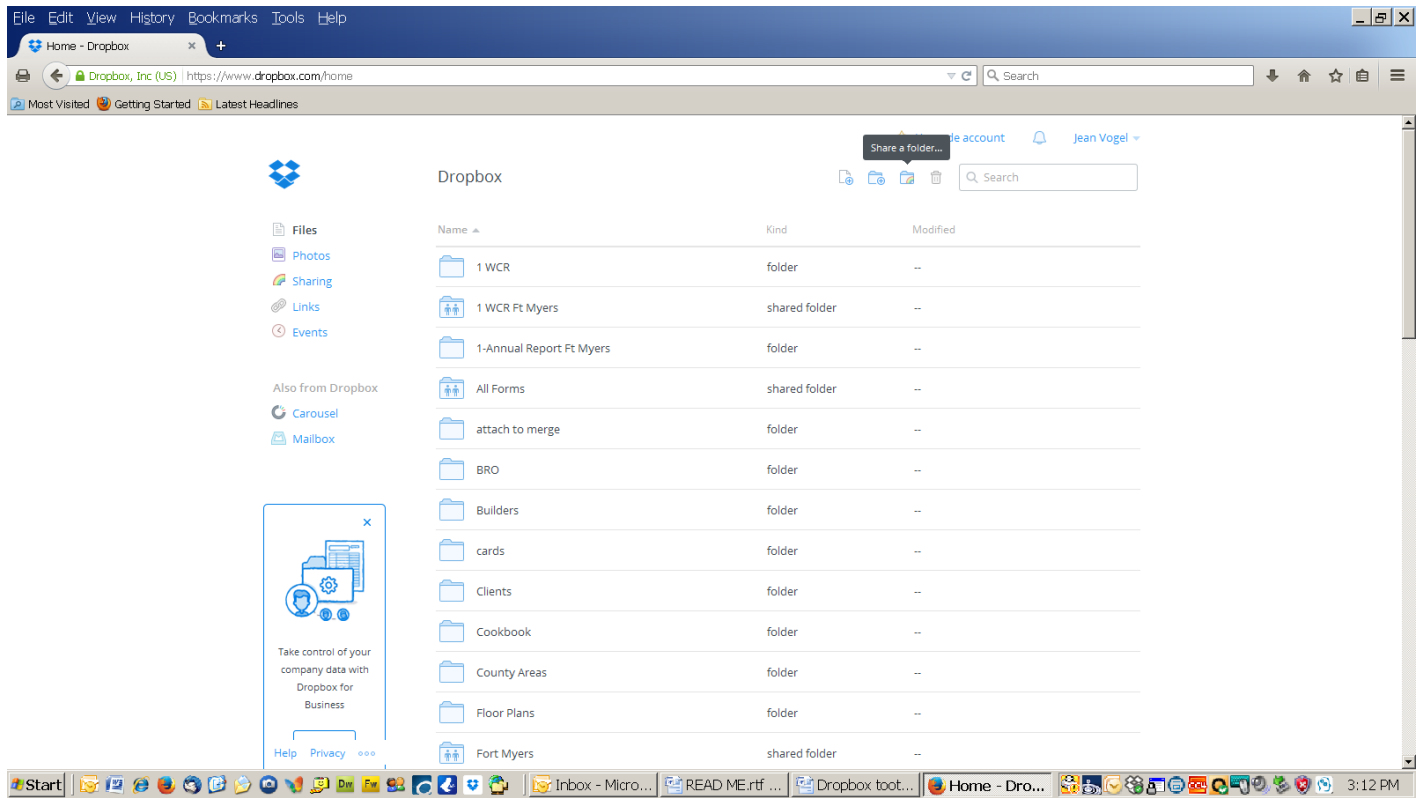 File Edit View History Bookmarks Tools Help
Home - Dropbox
Dropbox, Inc (US) https://www.dropbox.com/home Search
Most Visited Getting Started Latest Headlines
account Jean Vogel
Share a folder...
Dropbox Search
Files
Photos
Sharing
Links
Events
Also from Dropbox
Carousel
Mailbox
Take control of your
company data with
Dropbox for
Business
Help Privacy
Name Kind Modified
1 WCR folder --
1 WCR Ft Myers shared folder --
1-Annual Report Ft Myers folder --
All Forms shared folder --
attach to merge folder --
BRO folder --
Builders folder --
cards folder --
Clients folder --
Cookbook folder --
County Areas folder --
Floor Plans folder --
Fort Myers shared folder --
Start Dw Fw Inbox - Micro... READ ME.rtf ... Dropbox toot... Home - Dro... 3:12 PM